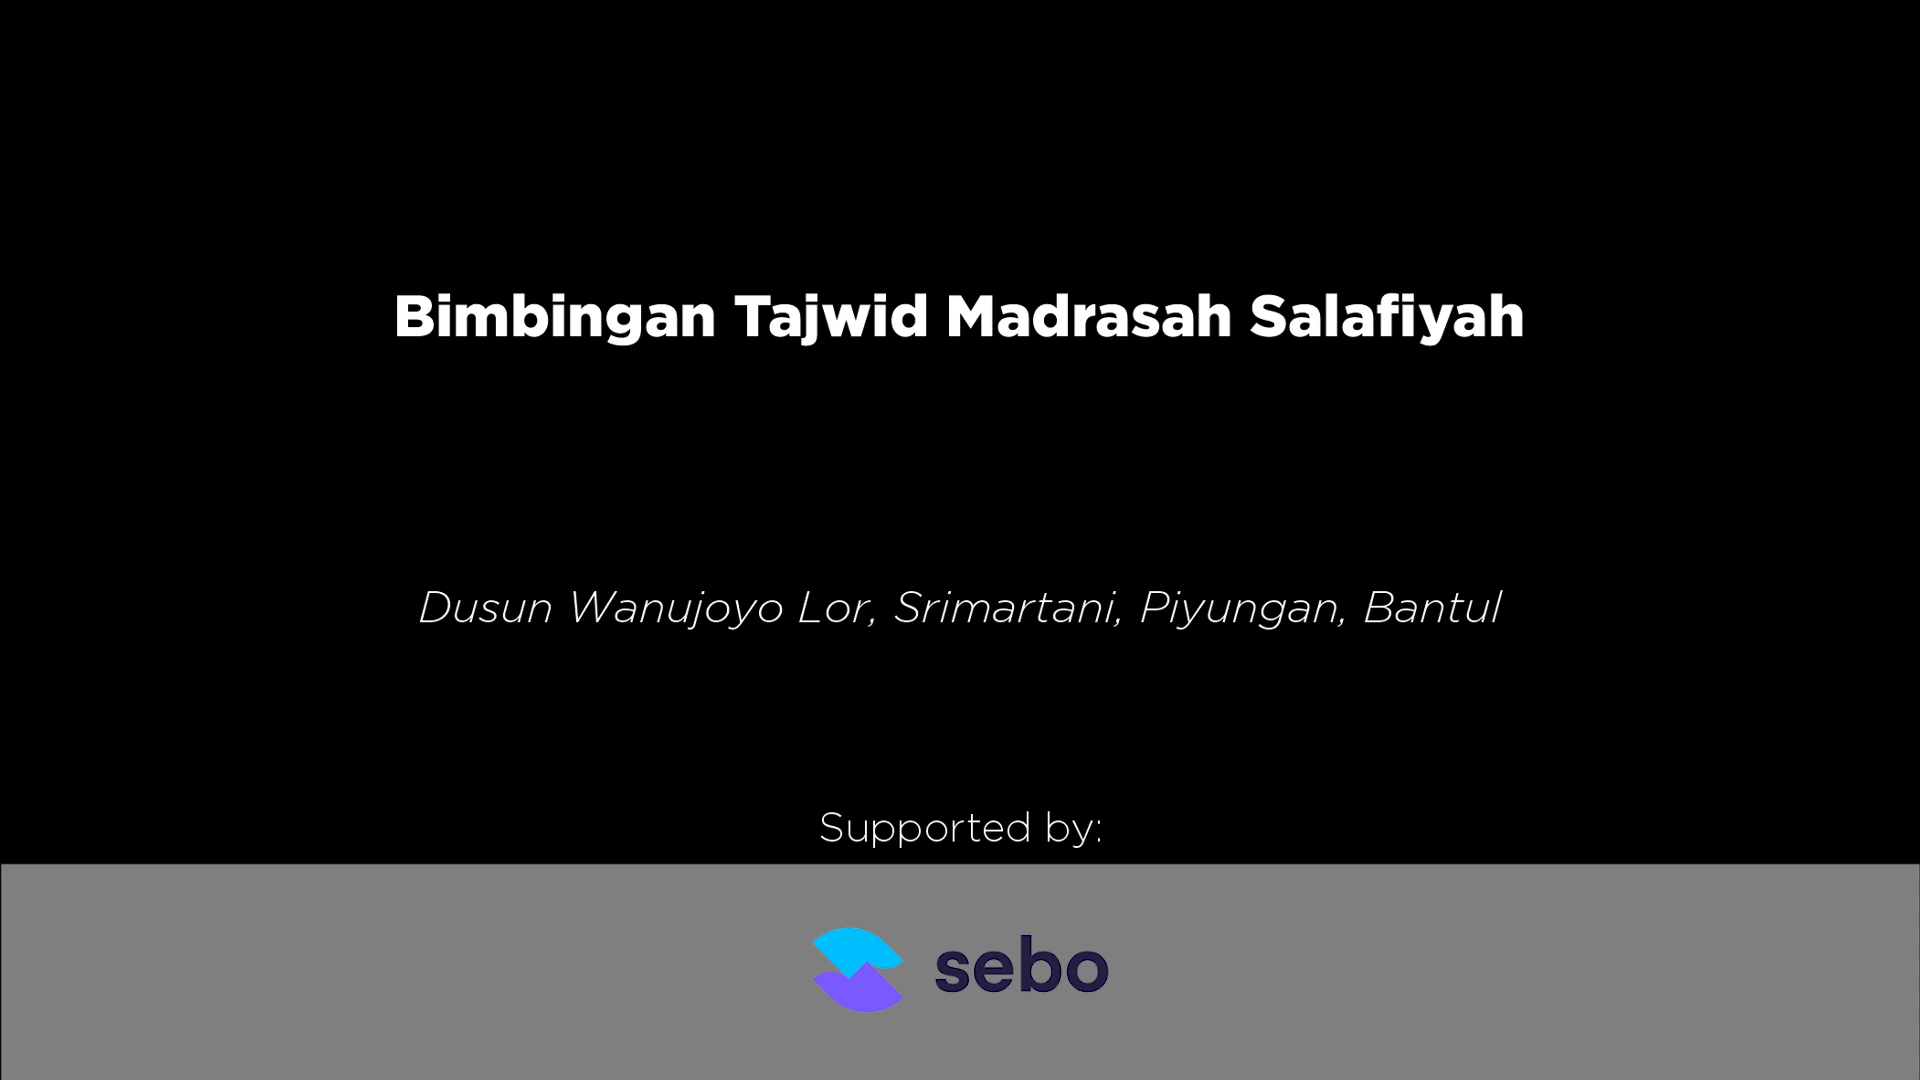 Bimbingan Tajwid Madrasah Salafiyah
Dusun Wanujoyo Lor, Srimartani, Piyungan, Bantul
Supported by:
sebo